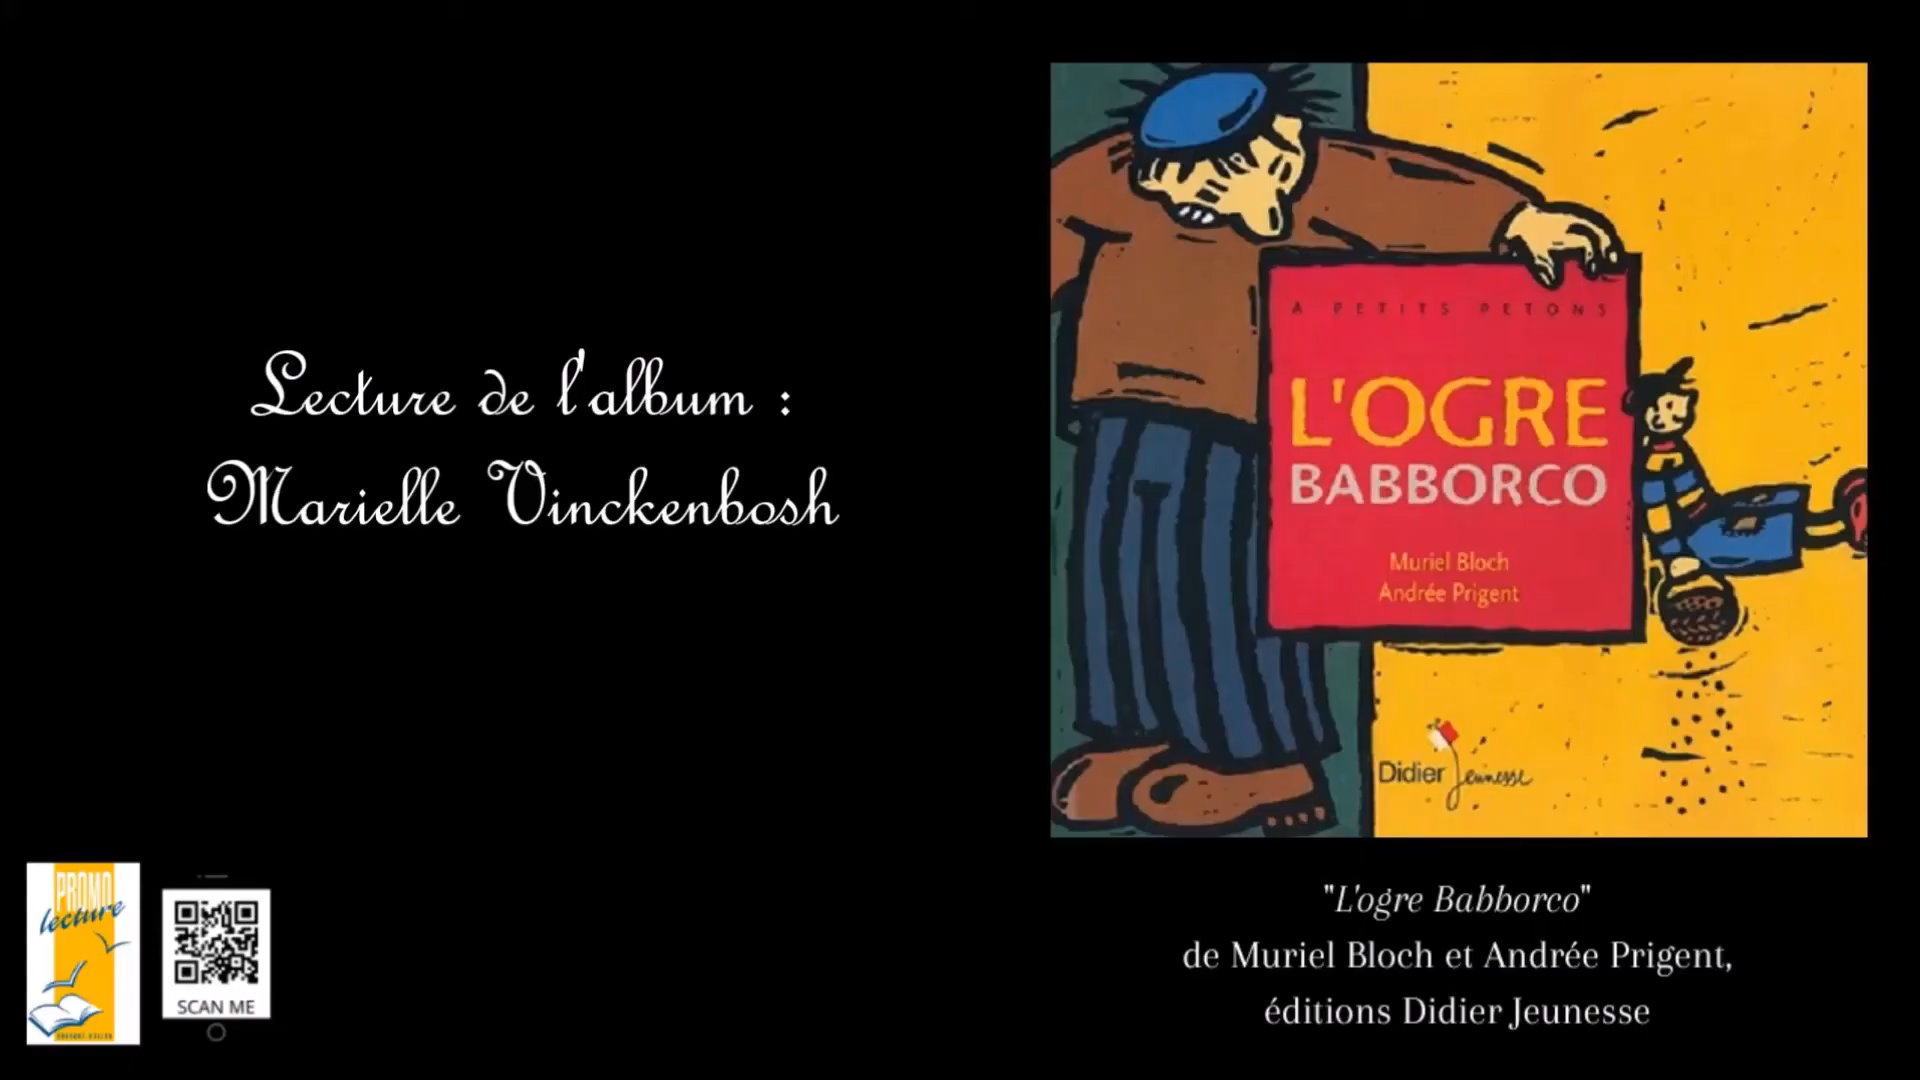 Lecture de l'album :
Marielle Vinckenbosh
A PETITS PETONS
L'OGRE
BABBORCO
Muriel Bloch
Andrée Prigent
Didier Jeunesse
"L'ogre Babborco"
de Muriel Bloch et Andrée Prigent,
éditions Didier Jeunesse
PROMO
lecture
SCAN ME